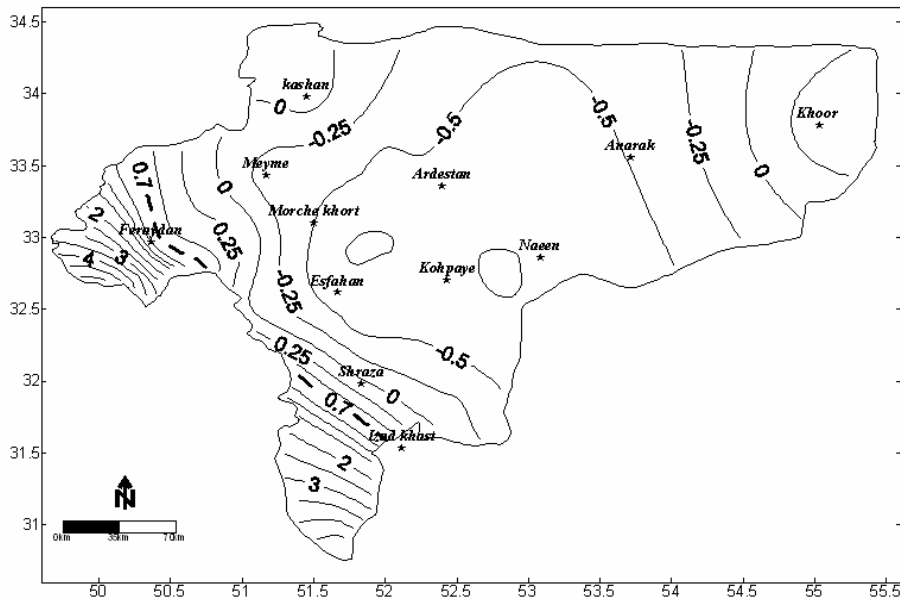 34.5
34
33.5
33
32.5
32
31.5
31
kashan
0
-0.25
-0.5
-0.5
Khoor
Anarak
-0.25
0
Meyme
Ardestan
0.7
0
Morche khort
2
Fereydan
0.25
3
4
Naeen
Kohpaye
Esfahan
-0.25
0.25
-0.5
Shraza
0
0.7
Izad khast
2
3
N
0km
35km
70km
50
50.5
51
51.5
52
52.5
53
53.5
54
54.5
55
55.5